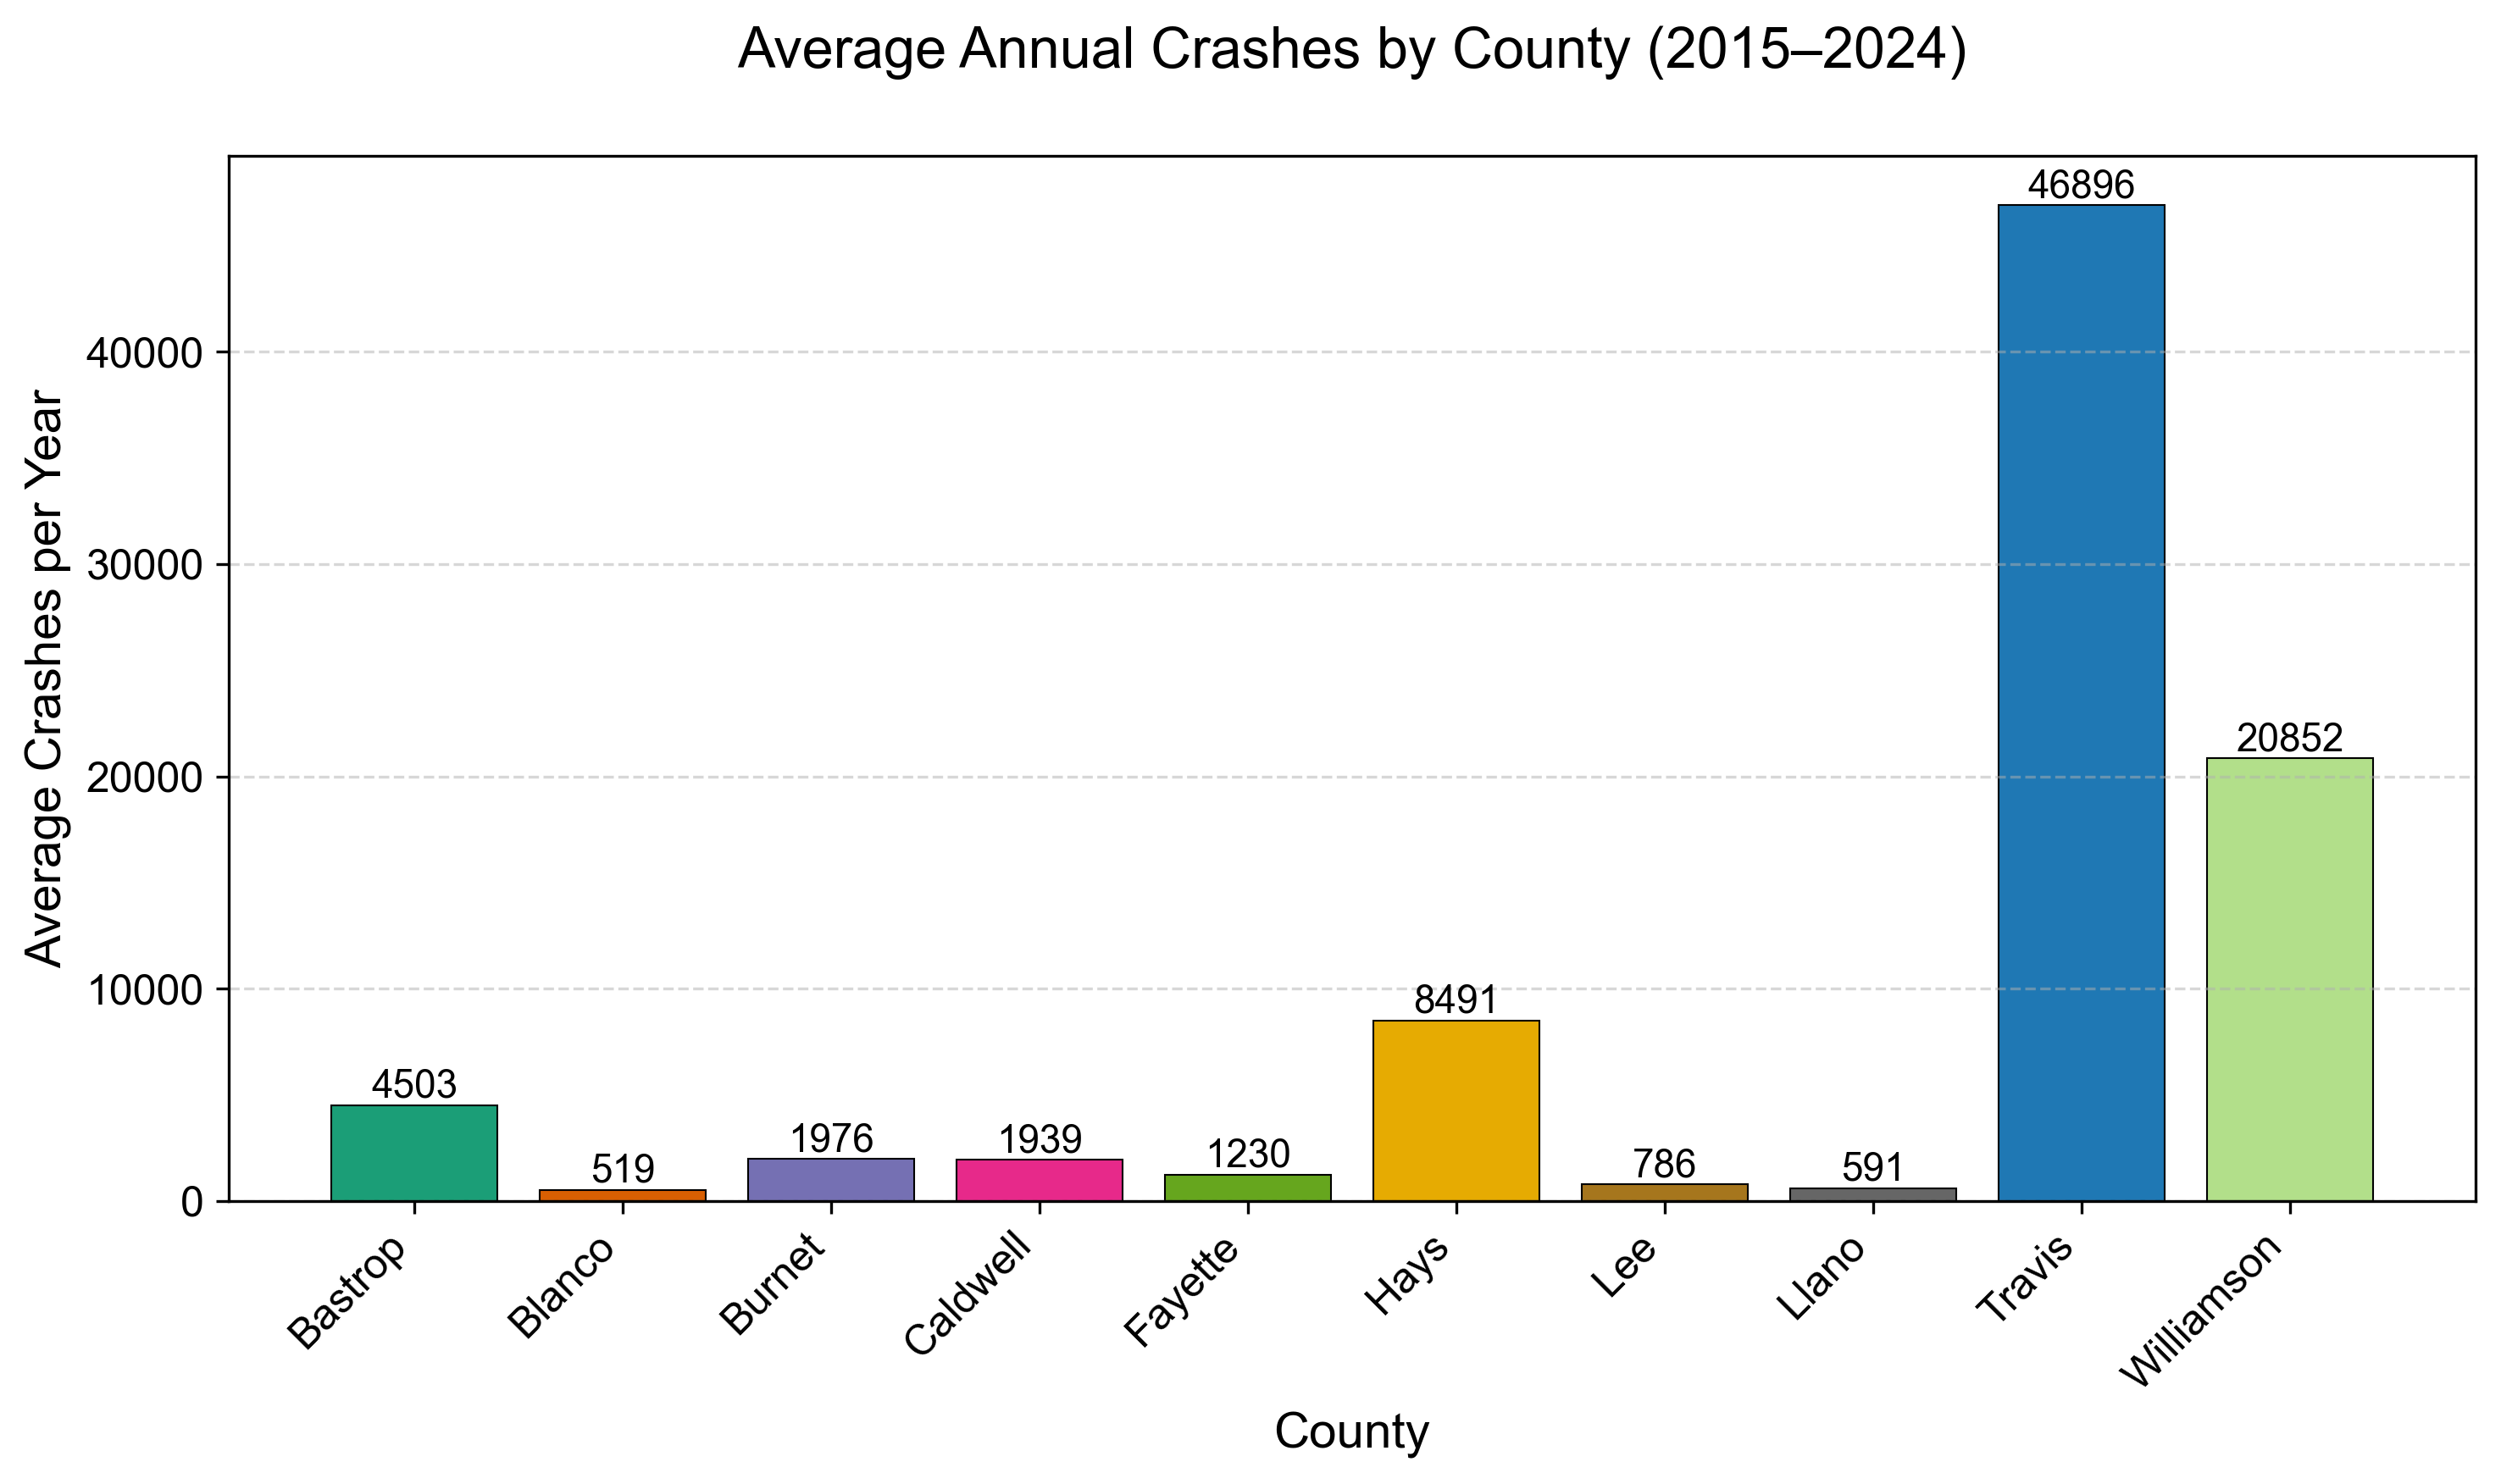 Average Annual Crashes by County (2015–2024)
Average Crashes per Year
40000
30000
20000
10000
0
4503
519
1976
1939
1230
8491
786
591
46896
20852
Bastrop
Blanco
Burnet
Caldwell
Fayette
Hays
Lee
Llano
Travis
Williamson
County